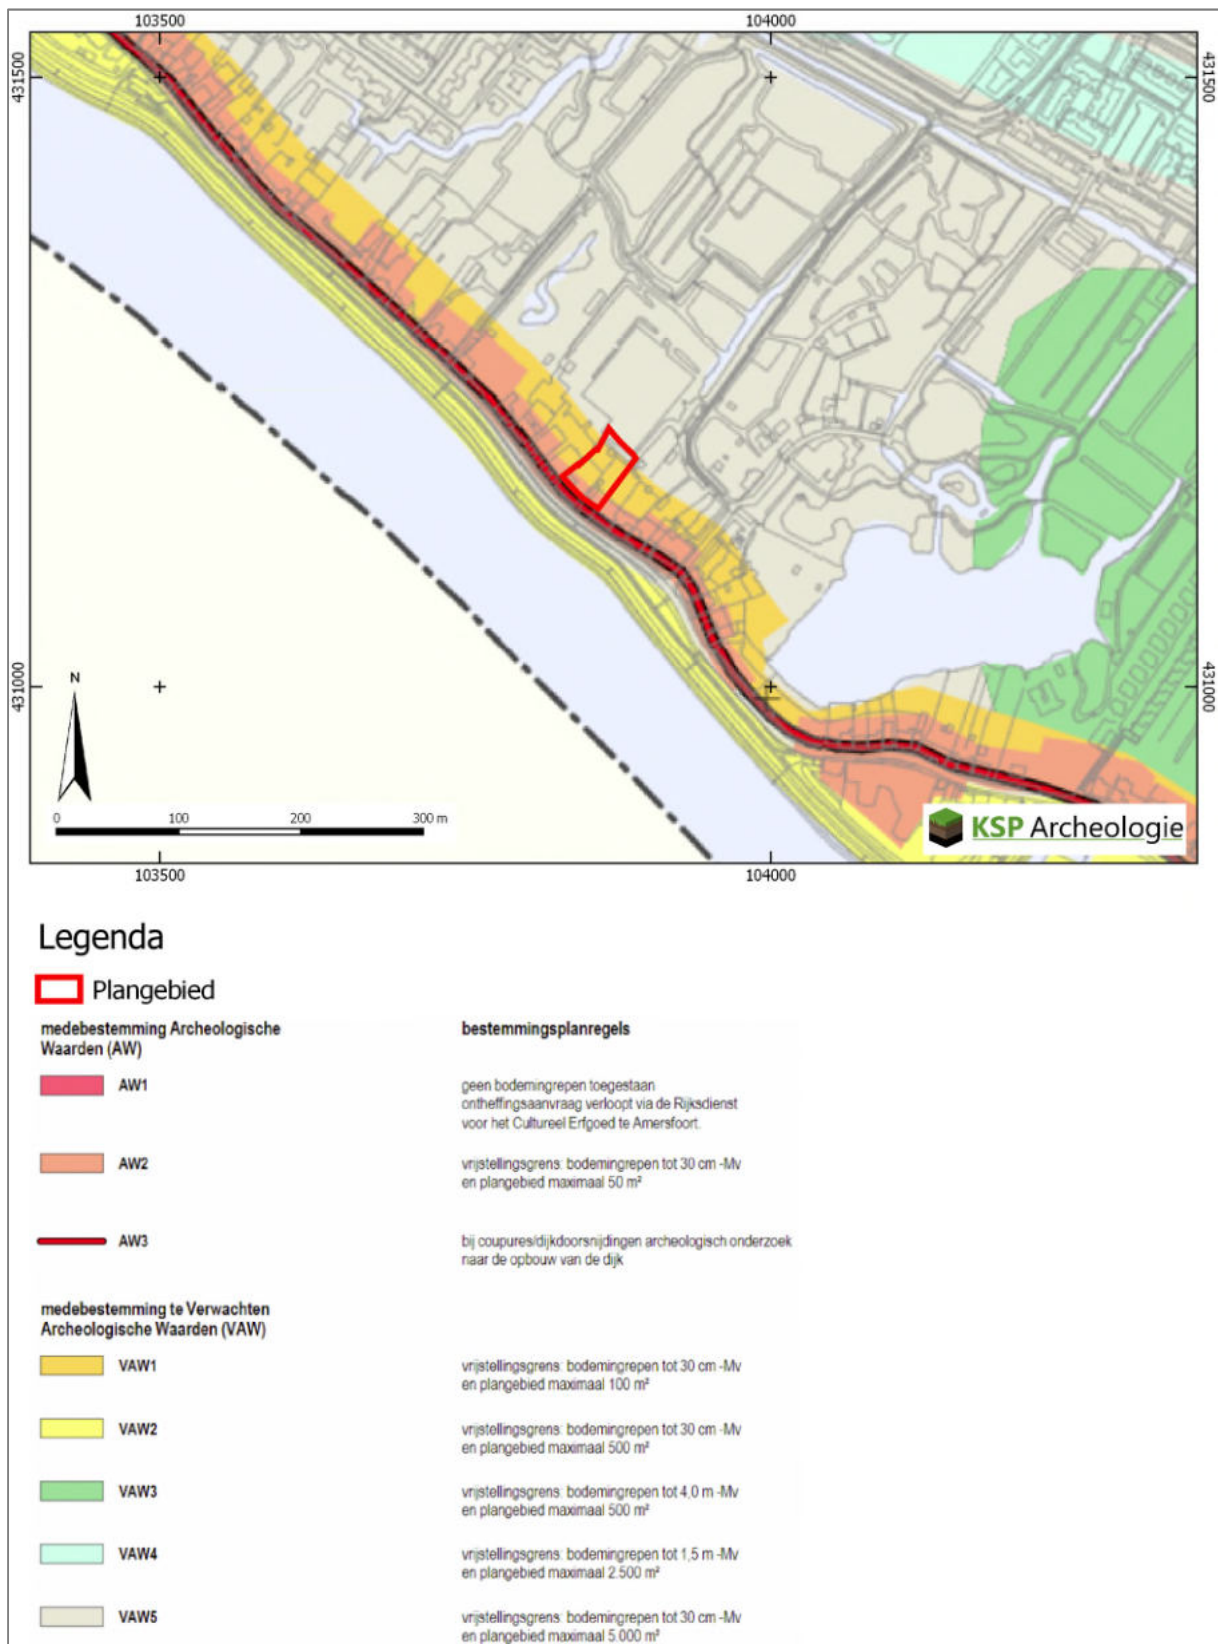 103500
104000
431500
431500
431000
431000
N
0
100
200
300 m
KSP Archeologie
103500
104000
Legenda
Plangebied
medebestemming Archeologische
Waarden (AW)
bestemmingsplanregels
AW1
geen bodemingrepen toegestaan
ontheffingsaanvraag verloopt via de Rijksdienst
voor het Cultureel Erfgoed te Amersfoort.
AW2
vrijstellingsgrens: bodemingrepen tot 30 cm -Mv
en plangebied maximaal 50 m²
AW3
bij coupures/dijkdoorsnijdingen archeologisch onderzoek
naar de opbouw van de dijk
medebestemming te Verwachten
Archeologische Waarden (VAW)
VAW1
vrijstellingsgrens: bodemingrepen tot 30 cm -Mv
en plangebied maximaal 100 m²
VAW2
vrijstellingsgrens: bodemingrepen tot 30 cm -Mv
en plangebied maximaal 500 m²
VAW3
vrijstellingsgrens: bodemingrepen tot 4,0 m -Mv
en plangebied maximaal 500 m²
VAW4
vrijstellingsgrens: bodemingrepen tot 1,5 m -Mv
en plangebied maximaal 2.500 m²
VAW5
vrijstellingsgrens: bodemingrepen tot 30 cm -Mv
en plangebied maximaal 5.000 m²